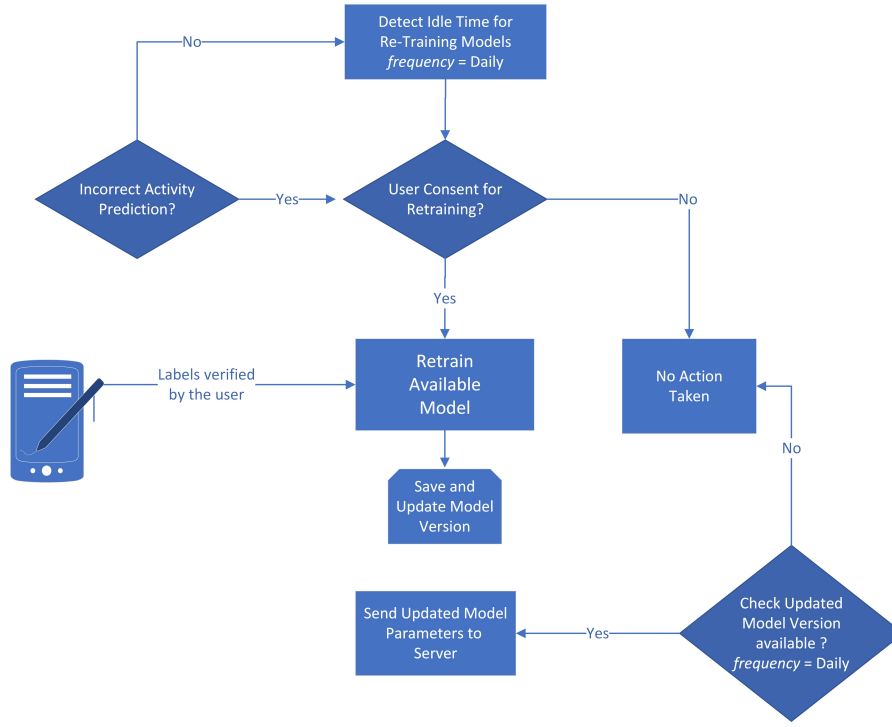 Detect Idle Time for
Re-Training Models
frequency = Daily
No
Incorrect Activity
Prediction?
Yes
User Consent for
Retraining?
No
Yes
Labels verified
by the user
Retrain
Available
Model
No Action
Taken
No
Save and
Update Model
Version
Send Updated Model
Parameters to
Server
Yes
Check Updated
Model Version
available ?
frequency = Daily